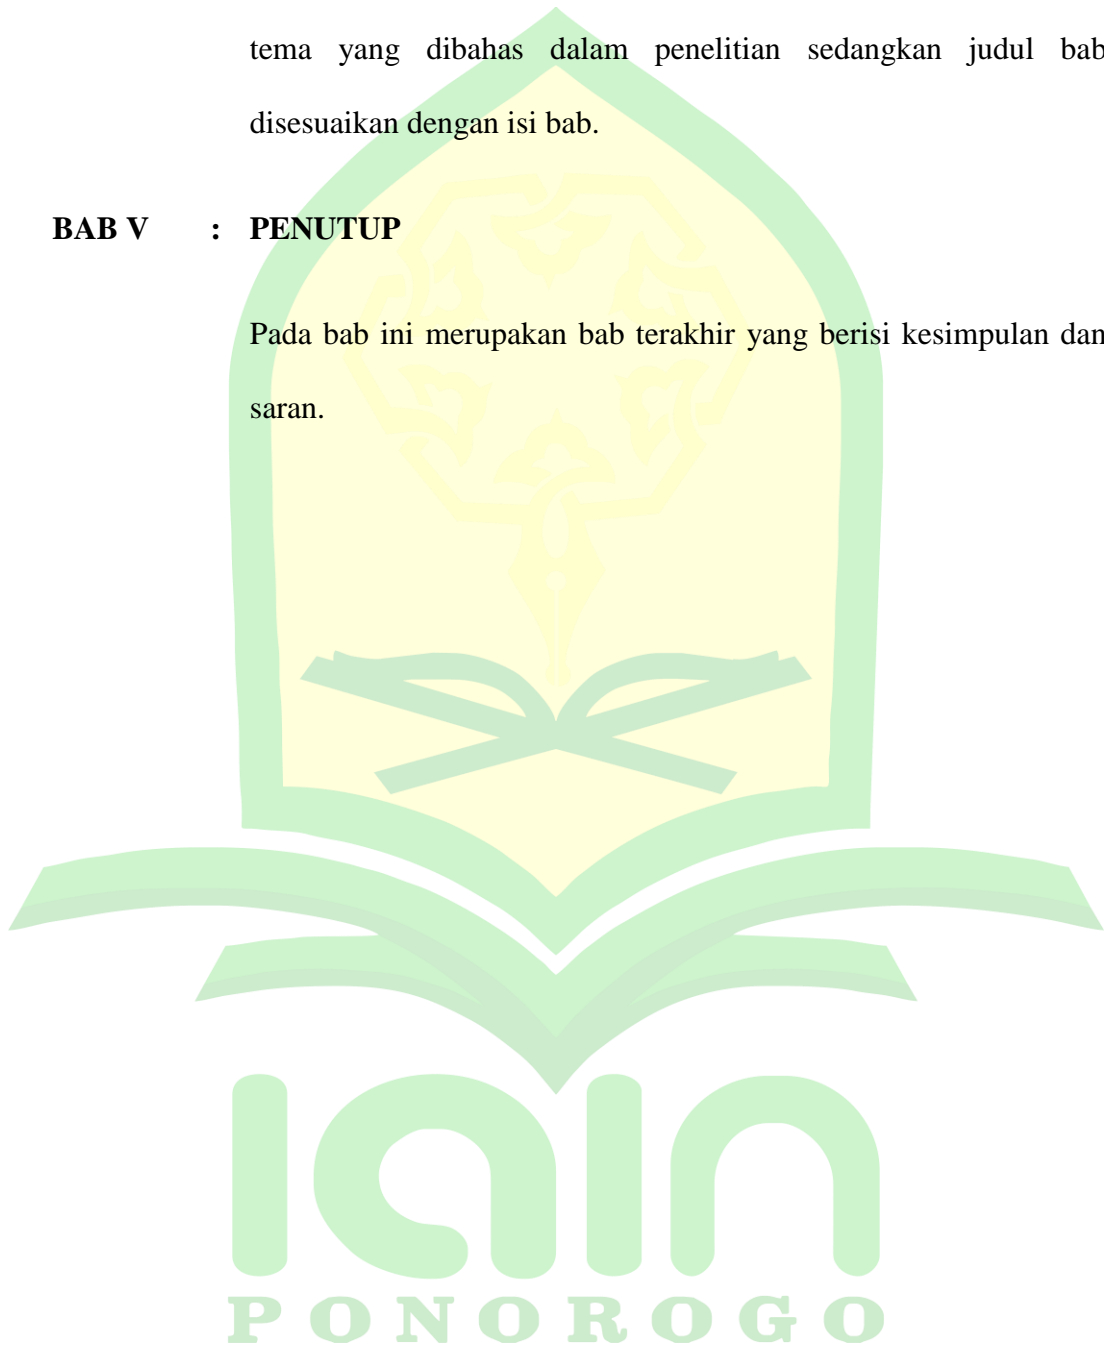 tema yang dibahas dalam penelitian sedangkan judul bab
disesuaikan dengan isi bab.
BAB V : PENUTUP
Pada bab ini merupakan bab terakhir yang berisi kesimpulan dan
saran.
iain
PONOROGO